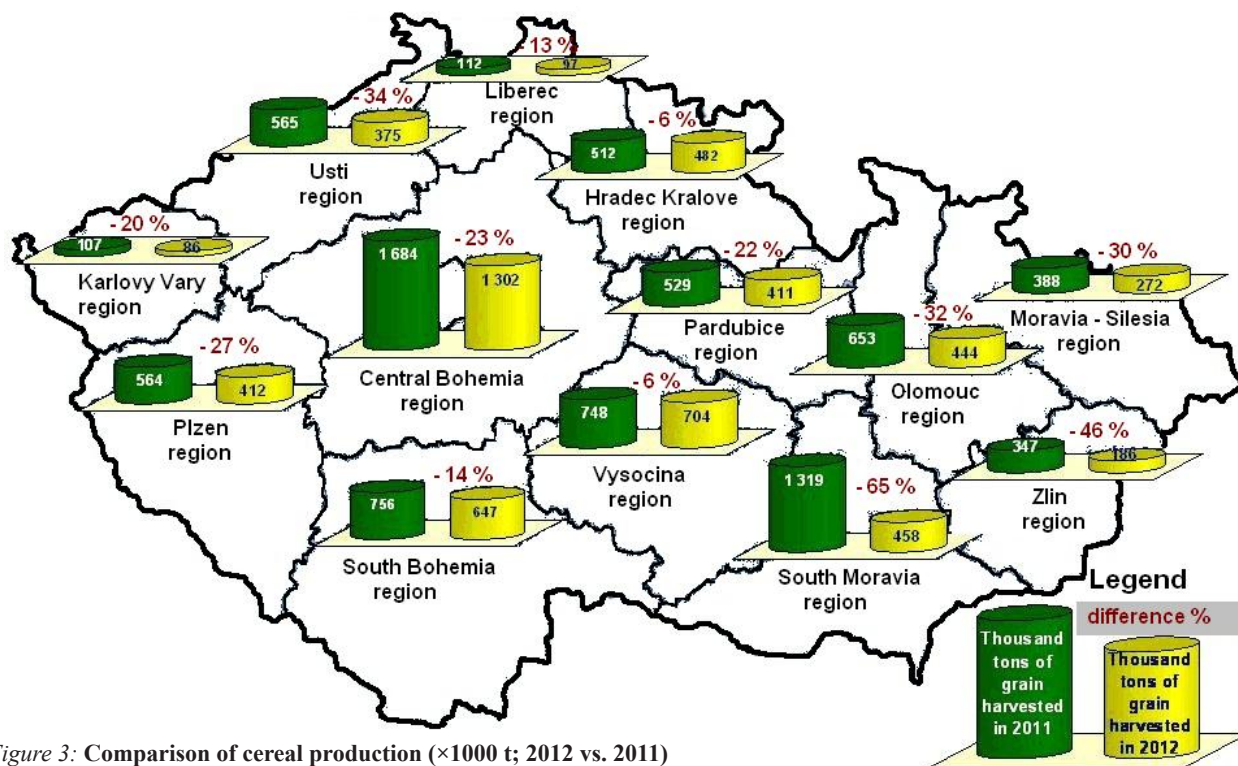 - 13 %
112
97
Liberec
region
- 34 %
565
375
Usti
region
- 6 %
512
482
Hradec Kralove
region
- 20 %
107
86
Karlovy Vary
region
- 23 %
1 684
1 302
Central Bohemia
region
- 22 %
529
411
Pardubice
region
- 30 %
388
272
Moravia - Silesia
region
- 32 %
653
444
Olomouc
region
- 27 %
564
412
Plzen
region
- 6 %
748
704
Vysocina
region
- 46 %
347
186
Zlin
region
- 14 %
756
647
South Bohemia
region
- 65 %
1 319
458
South Moravia
region
Legend
difference %
Thousand
tons of
grain
harvested
in 2011
Thousand
tons of
grain
harvested
in 2012
igure 3: Comparison of cereal production (×1000 t; 2012 vs. 2011)